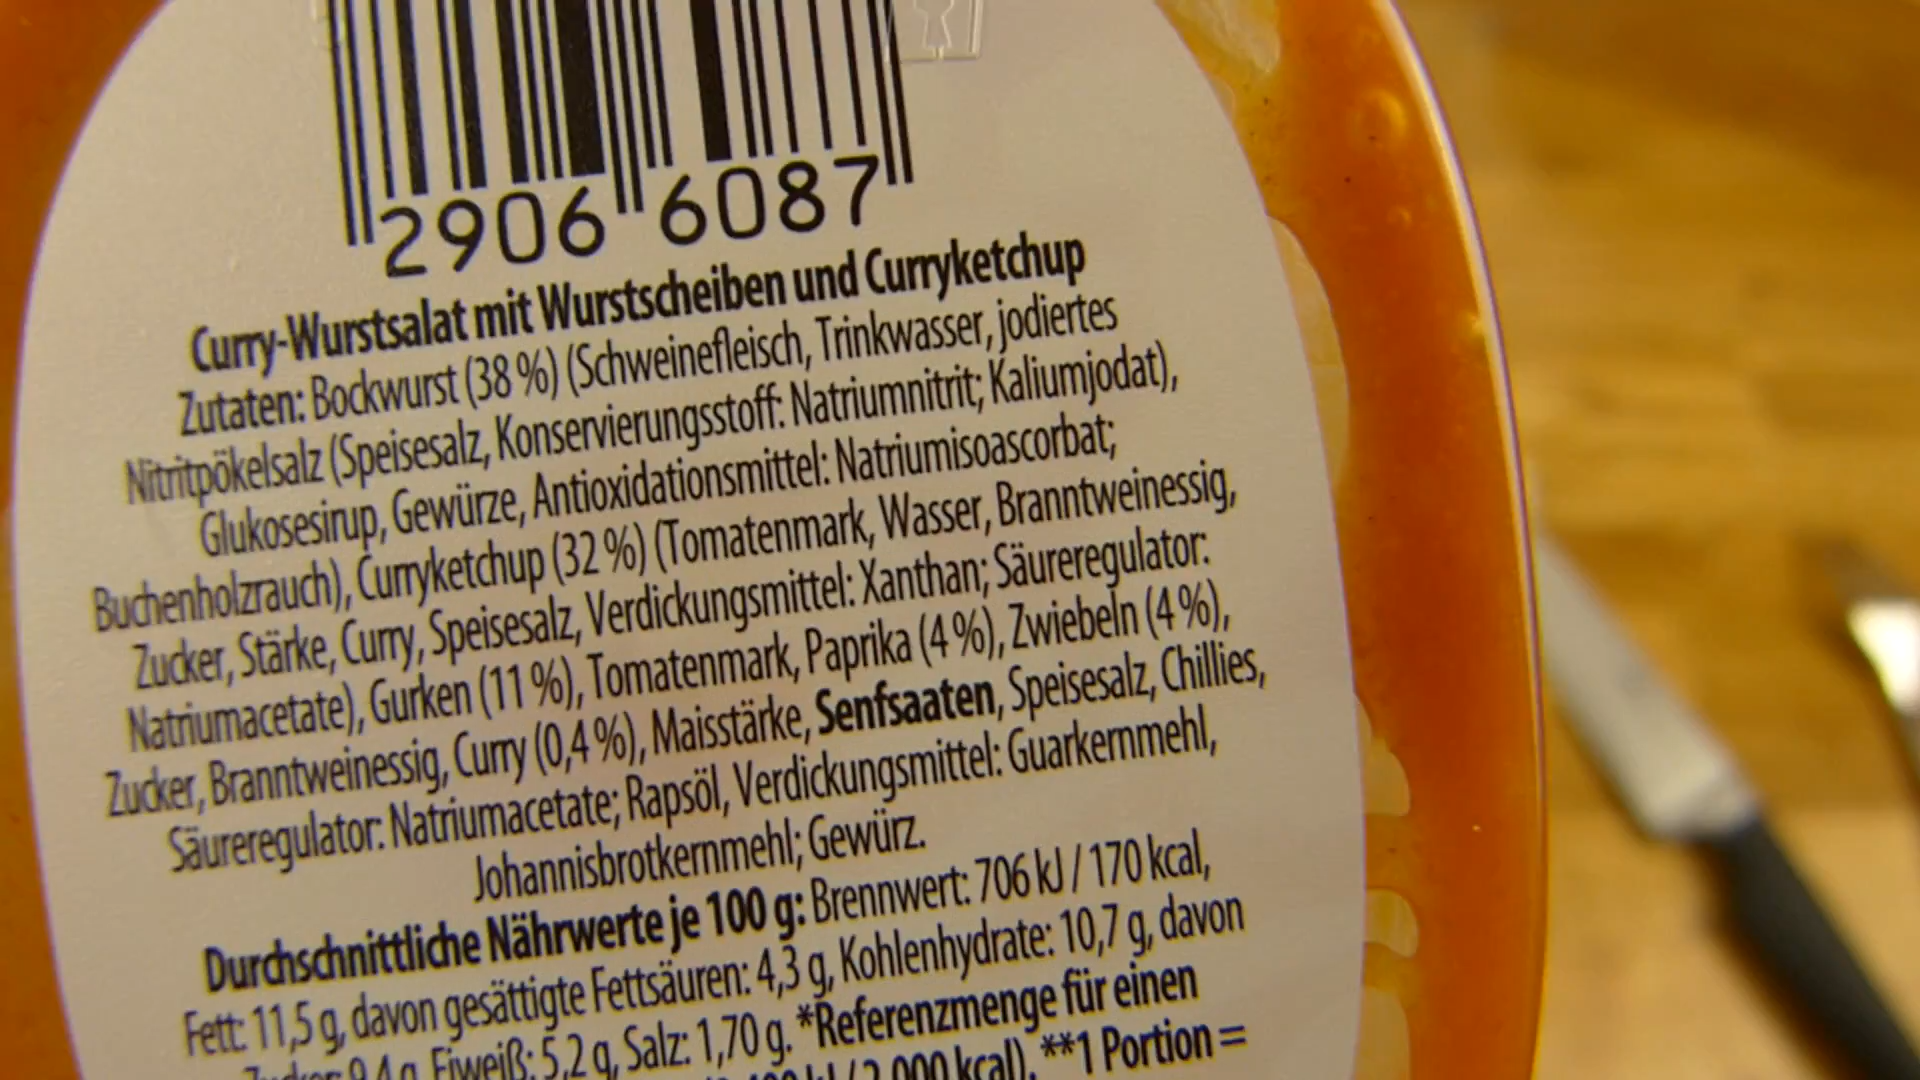 2906 6087
Curry-Wurstsalat mit Wurstscheiben und Curryketchup
Zutaten: Bockwurst (38 %) (Schweinefleisch, Trinkwasser, jodiertes
Nitritpökelsalz (Speisesalz, Konservierungsstoff: Natriumnitrit; Kaliumjodat),
Glukosesirup, Gewürze, Antioxidationsmittel: Natriumisoascorbat;
Buchenholzrauch), Curryketchup (32 %) (Tomatenmark, Wasser, Branntweinessig,
Zucker, Stärke, Curry, Speisesalz, Verdickungsmittel: Xanthan; Säureregulator:
Natriumacetate), Gurken (11 %), Tomatenmark, Paprika (4 %), Zwiebeln (4 %),
Zucker, Branntweinessig, Curry (0,4 %), Maisstärke, Senfsaaten, Speisesalz, Chillies,
Säureregulator: Natriumacetate; Rapsöl, Verdickungsmittel: Guarkernmehl,
Johannisbrotkernmehl; Gewürz.
Durchschnittliche Nährwerte je 100 g: Brennwert: 706 kJ / 170 kcal,
Fett: 11,5 g, davon gesättigte Fettsäuren: 4,3 g, Kohlenhydrate: 10,7 g, davon
Zucker: 9,4 g, Eiweiß: 5,2 g, Salz: 1,70 g. *Referenzmenge für einen
kJ / 2.000 kcal). **1 Portion =